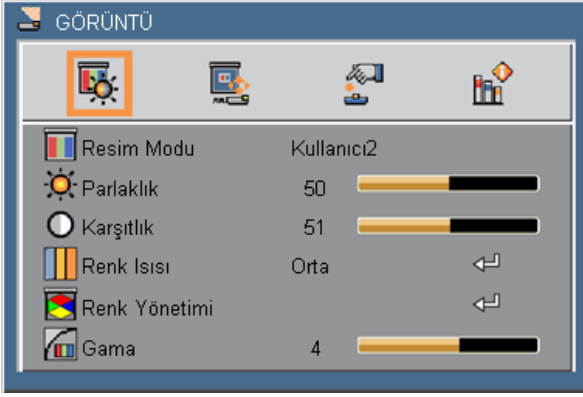 GÖRÜNTÜ
Resim Modu Kullanıcı2
Parlaklık 50
Karşıtlık 51
Renk Isısı Orta
Renk Yönetimi
Gama 4